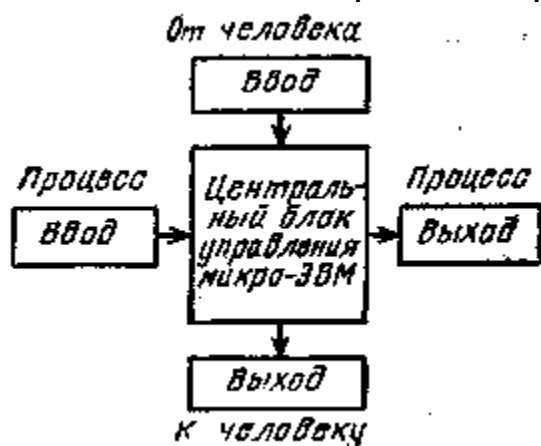 От человека
Ввод
Процесс
Ввод
Централь-
ный блок
управления
микро-ЭВМ
Процесс
Выход
Выход
К человеку